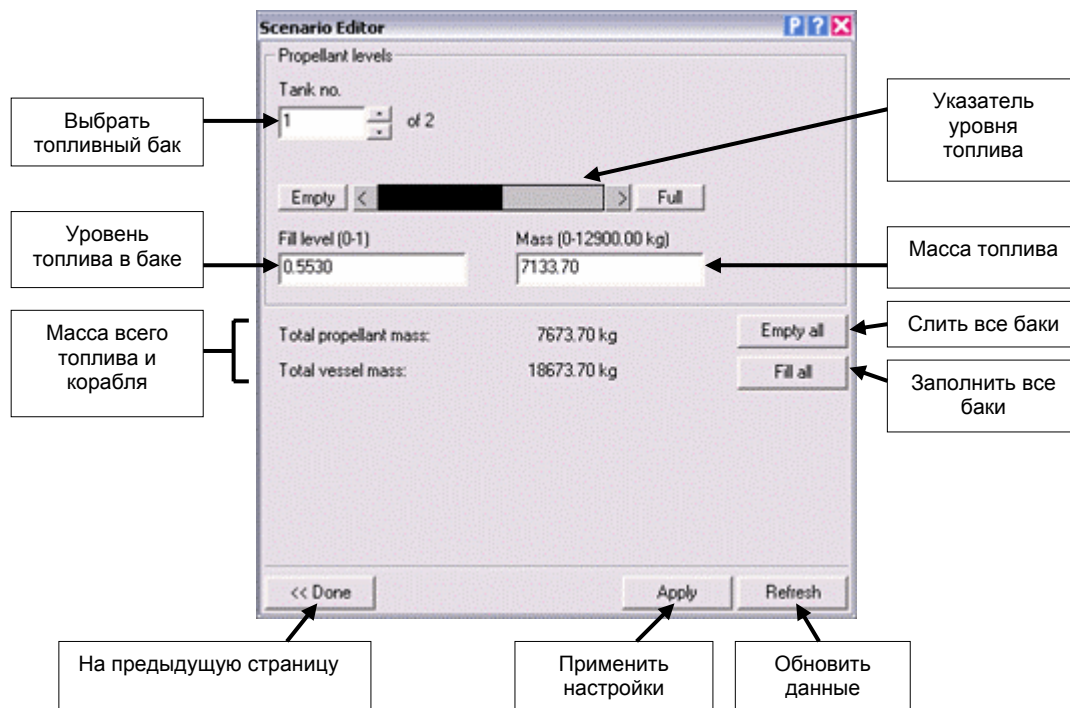 Scenario Editor
P ? X
Propellant levels
Tank no.
1 of 2
Выбрать
топливный бак
Указатель
уровня
топлива
Empty < > Full
Fill level (0-1)
Mass (0-12900.00 kg)
0.5530
7133.70
Уровень
топлива в баке
Масса топлива
Масса всего
топлива и
корабля
Total propellant mass: 7673.70 kg
Total vessel mass: 18673.70 kg
Empty all
Fill all
Слить все баки
Заполнить все
баки
<< Done
Apply
Refresh
На предыдущую страницу
Применить
настройки
Обновить
данные